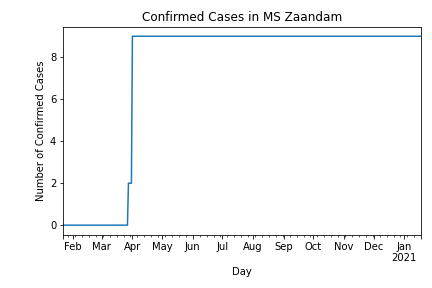 Confirmed Cases in MS Zaandam
Number of Confirmed Cases
8
6
4
2
0
Feb Mar Apr May Jun Jul Aug Sep Oct Nov Dec Jan
2021
Day